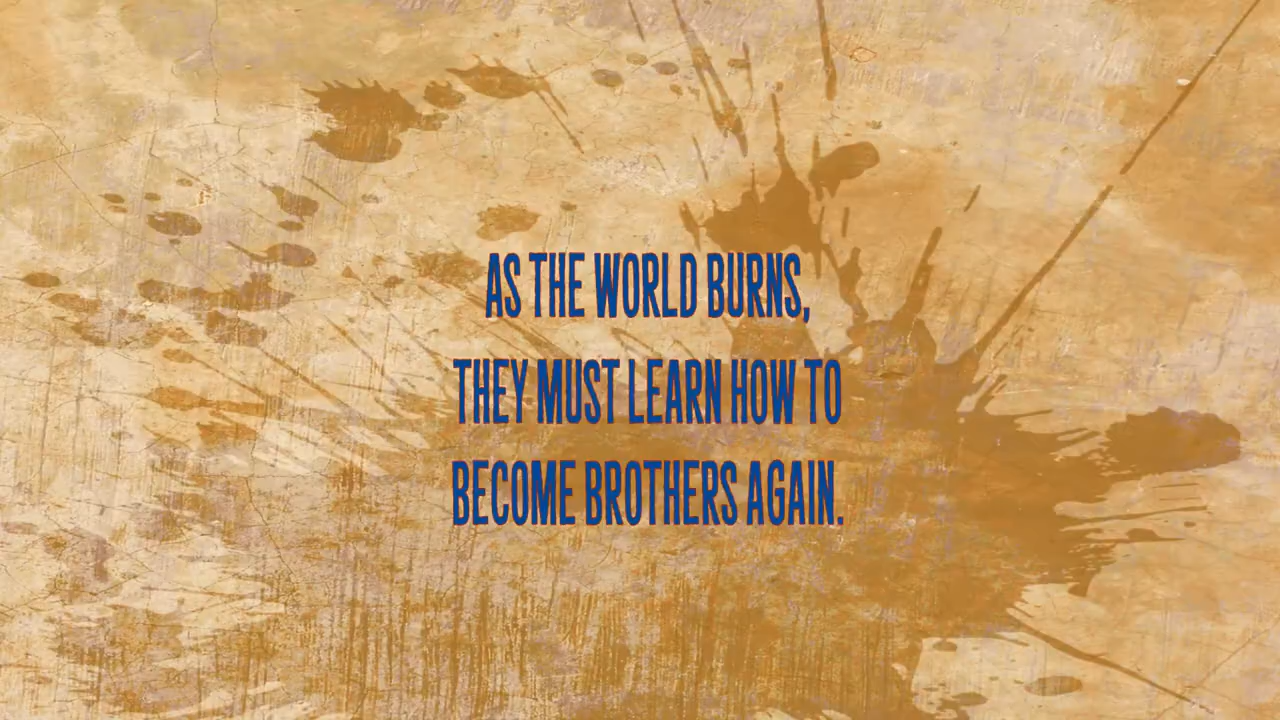 AS THE WORLD BURNS,
THEY MUST LEARN HOW TO
BECOME BROTHERS AGAIN.